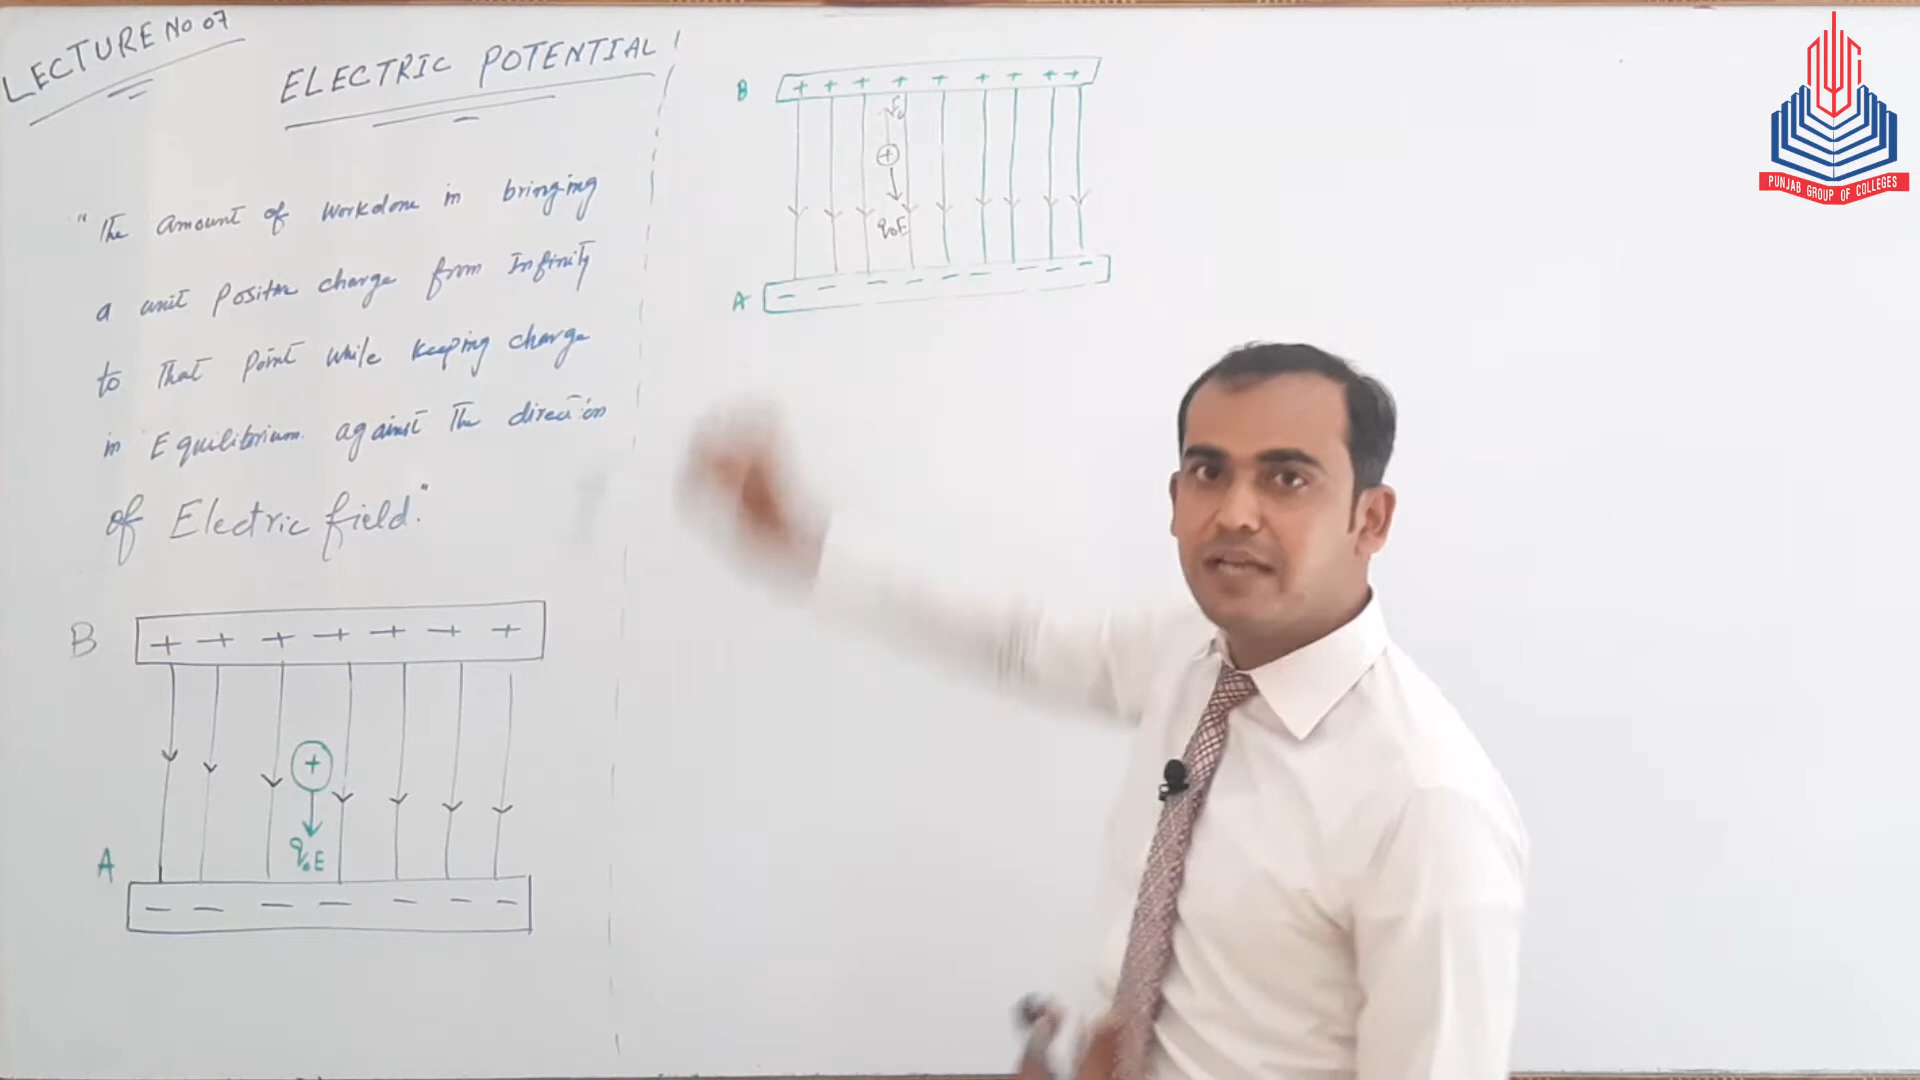 LECTURE No 07
ELECTRIC POTENTIAL
"The amount of Workdone in bringing
a unit positive charge from Infinity
to that point while keeping charge
in Equilibrium against the direction
of Electric field."
B
+ + + + + + +
+
q₀E
A
− − − − − − −
B
+ + + + + + + + +
+
q₀E
A
− − − − − − − − −
PUNJAB GROUP OF COLLEGES